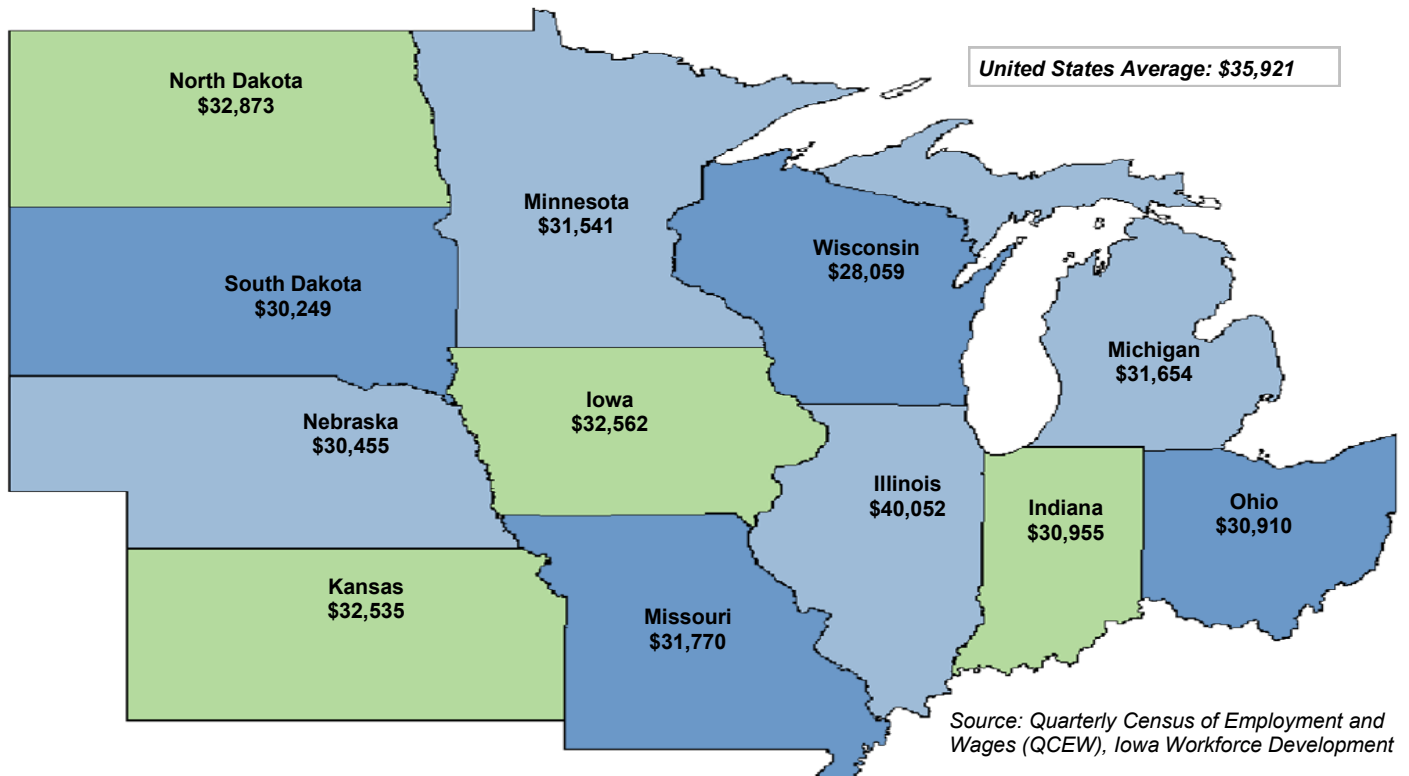 United States Average: $35,921
North Dakota
$32,873
Minnesota
$31,541
Wisconsin
$28,059
South Dakota
$30,249
Michigan
$31,654
Iowa
$32,562
Nebraska
$30,455
Illinois
$40,052
Indiana
$30,955
Ohio
$30,910
Kansas
$32,535
Missouri
$31,770
Source: Quarterly Census of Employment and
Wages (QCEW), Iowa Workforce Development